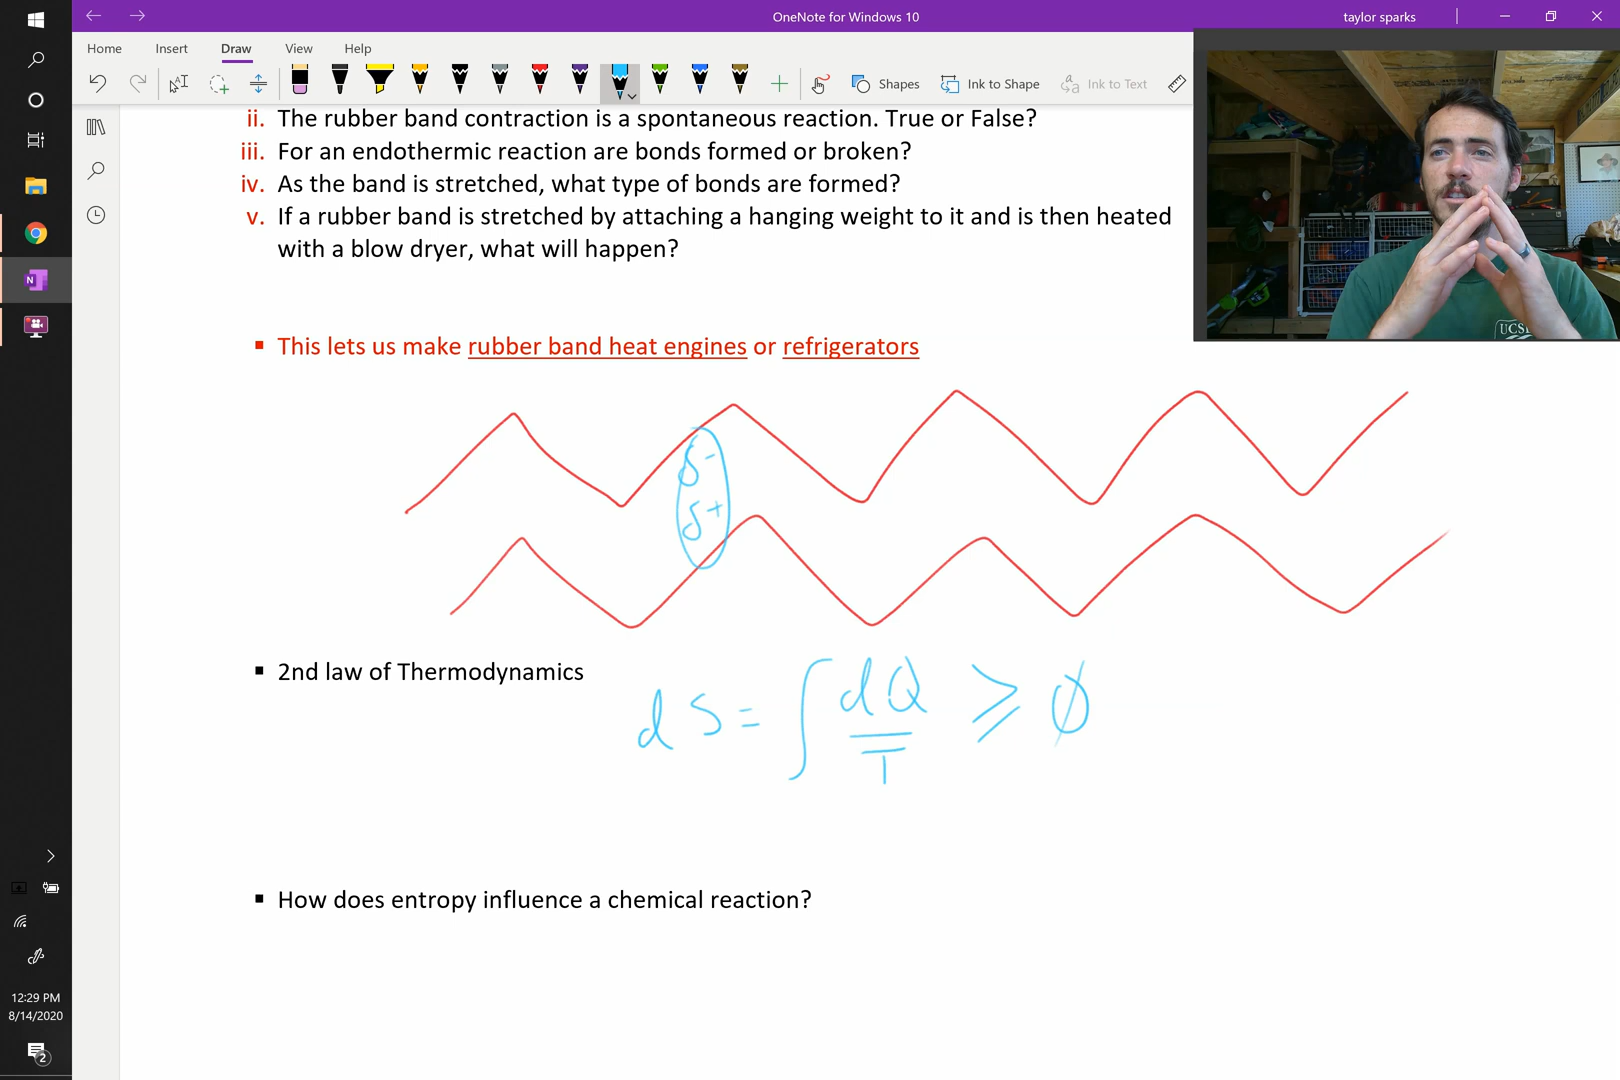 OneNote for Windows 10
taylor sparks
Home Insert Draw View Help
Shapes
Ink to Shape
Ink to Text
ii. The rubber band contraction is a spontaneous reaction. True or False?
iii. For an endothermic reaction are bonds formed or broken?
iv. As the band is stretched, what type of bonds are formed?
v. If a rubber band is stretched by attaching a hanging weight to it and is then heated
with a blow dryer, what will happen?
UCS
▪ This lets us make rubber band heat engines or refrigerators
δ-
δ+
▪ 2nd law of Thermodynamics
dS = ∫ dQ/T ≥ 0
▪ How does entropy influence a chemical reaction?
12:29 PM
8/14/2020
2